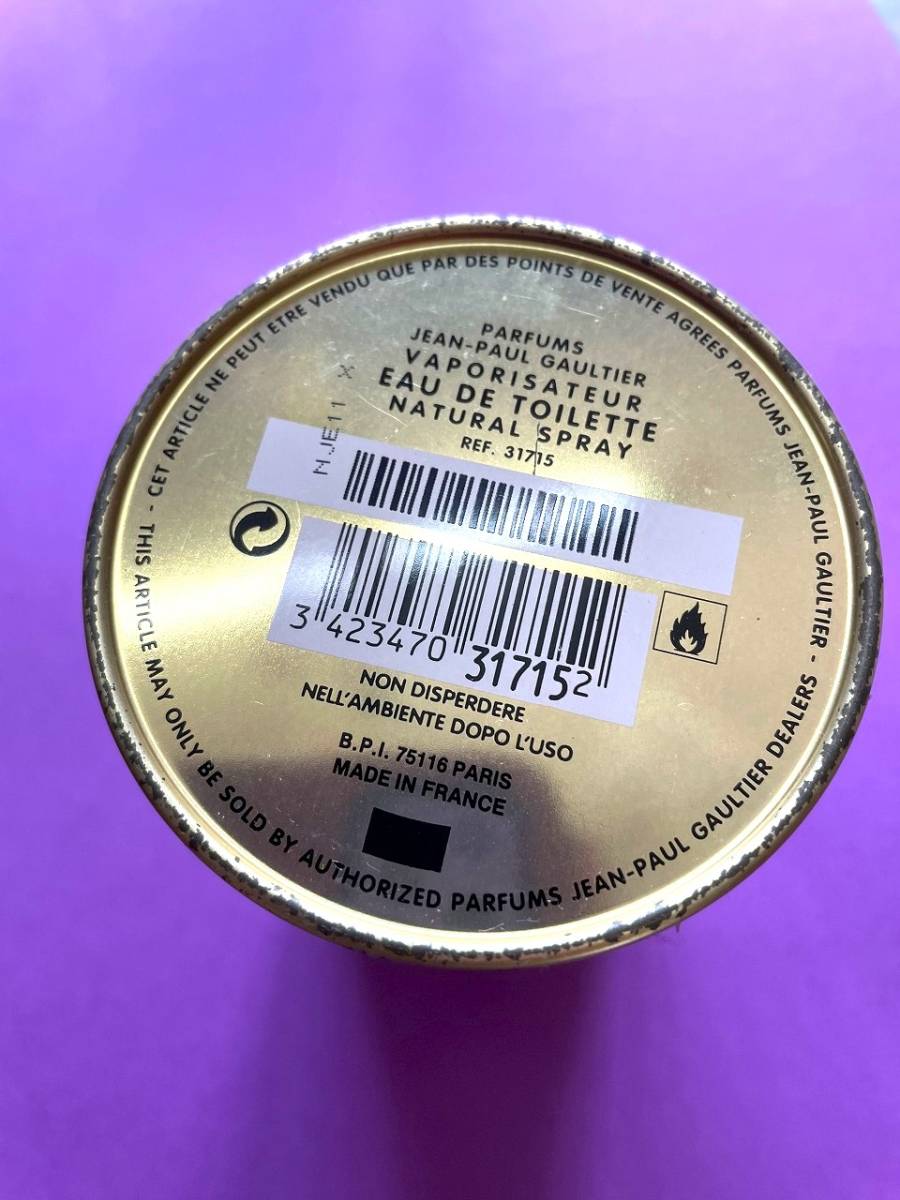 CET ARTICLE NE PEUT ETRE VENDU QUE PAR DES POINTS DE VENTE AGREES PARFUMS JEAN-PAUL GAULTIER -
THIS ARTICLE MAY ONLY BE SOLD BY AUTHORIZED PARFUMS JEAN-PAUL GAULTIER DEALERS -
PARFUMS
JEAN-PAUL GAULTIER
VAPORISATEUR
EAU DE TOILETTE
NATURAL SPRAY
REF. 31715
NJE11 X
3 423470 317152
NON DISPERDERE
NELL'AMBIENTE DOPO L'USO
B.P.I. 75116 PARIS
MADE IN FRANCE